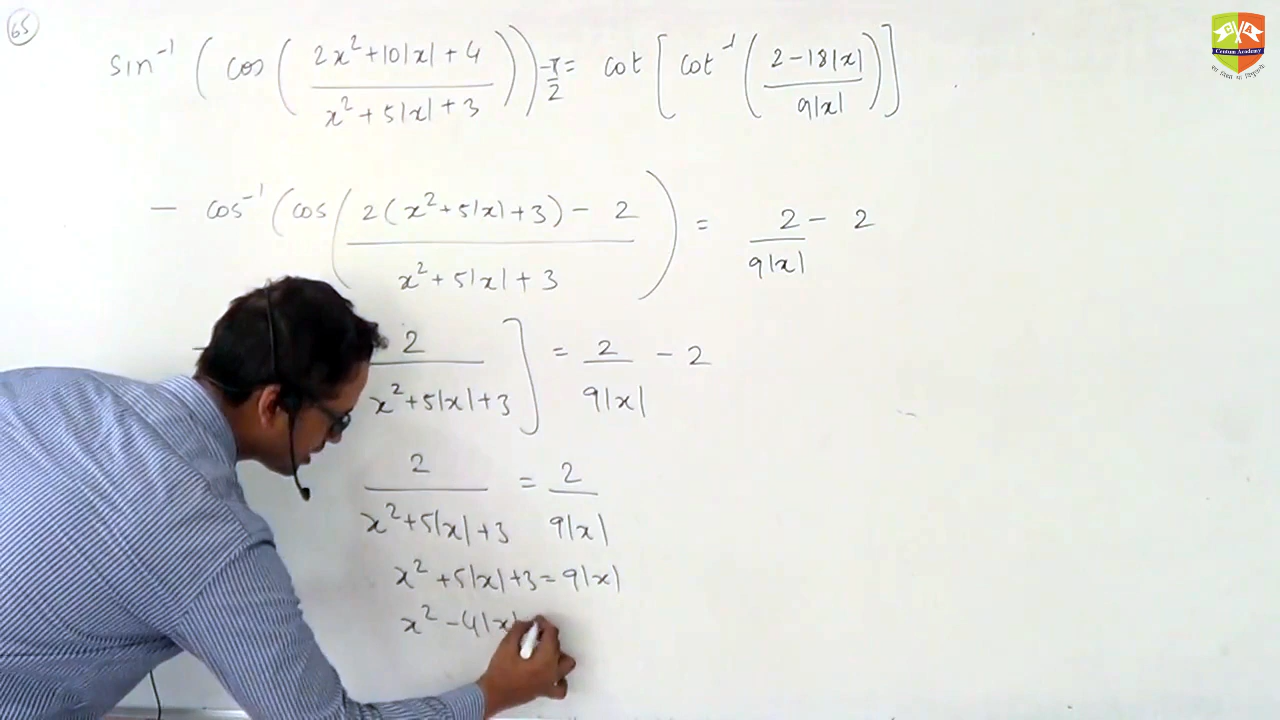 65
sin⁻¹ ( cos ( (2x²+10|x|+4) / (x²+5|x|+3) ) ) - π/2 = cot [ cot⁻¹ ( (2-18|x|) / (9|x|) ) ]
- cos⁻¹ ( cos ( (2(x²+5|x|+3) - 2) / (x²+5|x|+3) ) = 2/(9|x|) - 2
2 / (x²+5|x|+3) ] = 2/(9|x|) - 2
2 / (x²+5|x|+3) = 2/(9|x|)
x²+5|x|+3=9|x|
x²-4|x|
Centum Academy